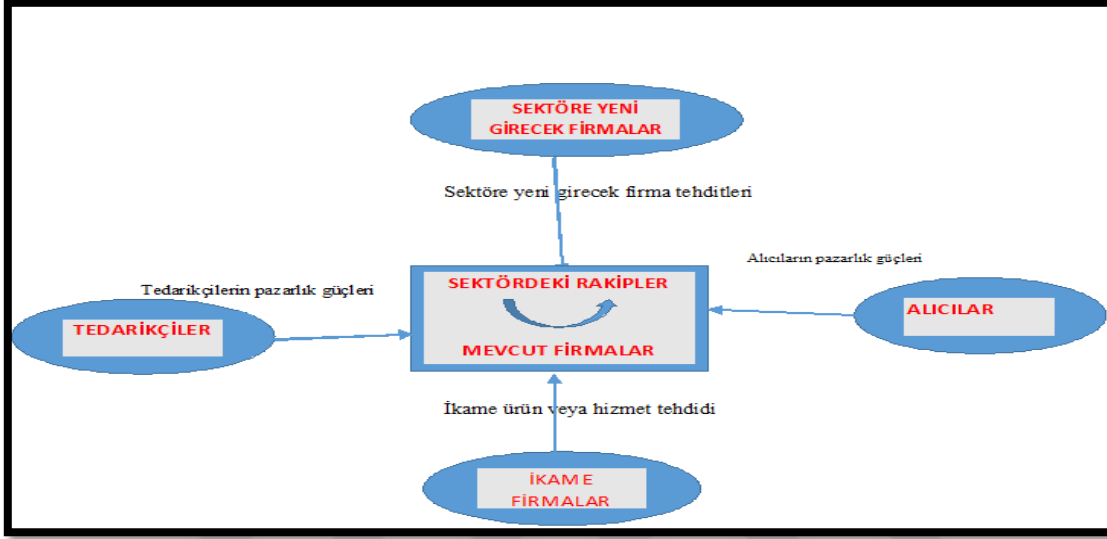 SEKTÖRE YENİ
GİRECEK FİRMALAR
Sektöre yeni girecek firma tehditleri
Alıcıların pazarlık güçleri
Tedarikçilerin pazarlık güçleri
SEKTÖRDEKİ RAKİPLER
TEDARİKÇİLER
ALICILAR
MEVCUT FİRMALAR
İkame ürün veya hizmet tehdidi
İKAME
FİRMALAR